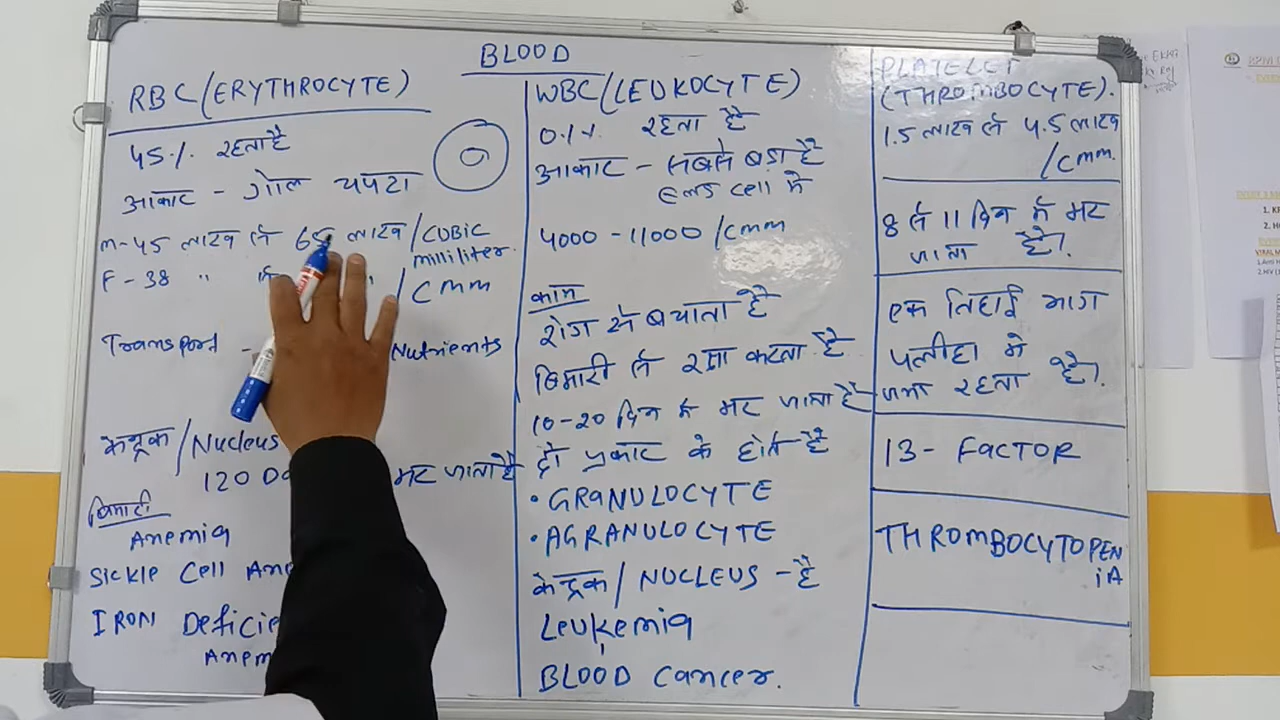 BLOOD
RBC (ERYTHROCYTE)
45% रहता है
आकार - गोल चपटा
M-45 लाख से 65 लाख / CUBIC
milliliter.
F-38 " से " / Cmm
Transport - Nutrients
केन्द्रक / Nucleus
120 Da मर जाता है
बिमारी
Anemia
Sickle Cell Ane
IRON Deficie
Anem
WBC (LEUKOCYTE)
0.1% रहता है
आकार - सबसे बड़ा है
Cell में
4000 - 11000 / Cmm
काम
रोग से बचाता है
बिमारी से रक्षा करता है
10-20 दिन में मर जाता है
दो प्रकार के होते है
• GRANULOCYTE
• AGRANULOCYTE
केन्द्रक / NUCLEUS - है
Leukemia
BLOOD Cancer.
PLATELET
(THROMBOCYTE).
1.5 लाख से 4.5 लाख
/Cmm.
8 से 11 दिन में मर
जाता है।
एक तिहाई भाग
पलीहा में
जमा रहता है।
13 - FACTOR
THROMBOCYTOPEN
iA